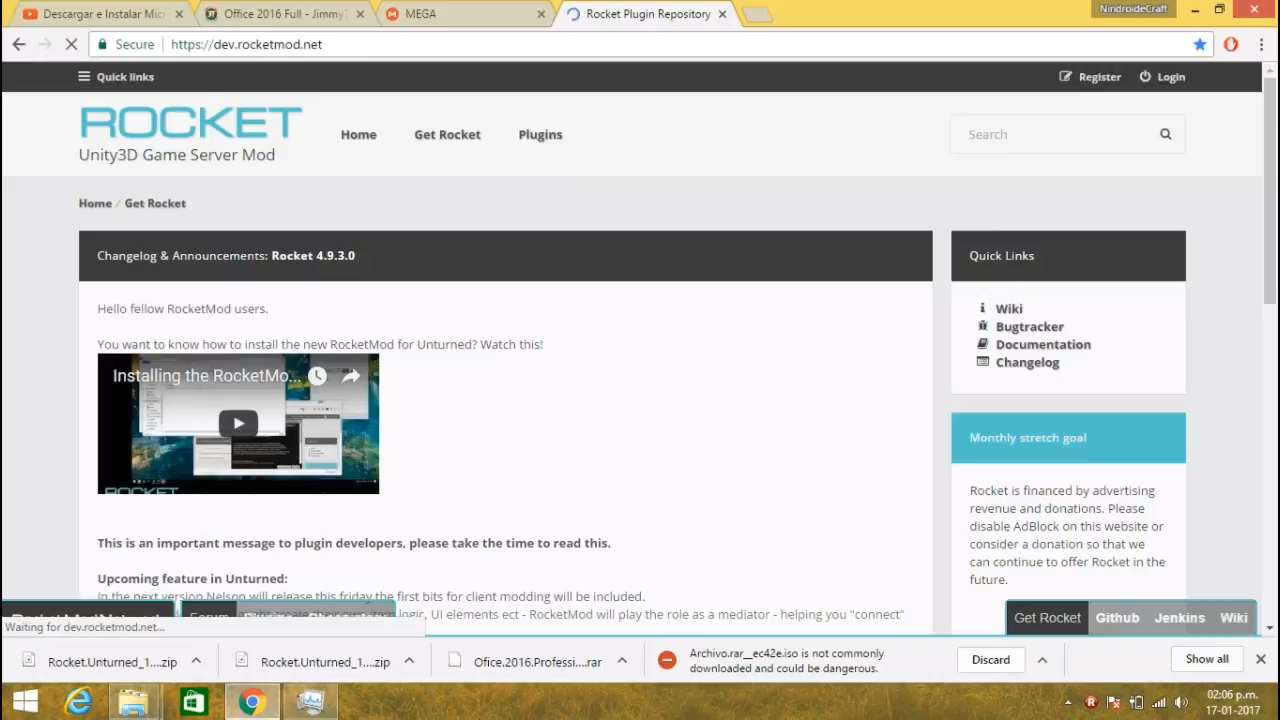 Descargar e Instalar Micr
Office 2016 Full - Jimmy
MEGA
Rocket Plugin Repository
NindroideCraft
Secure
https://dev.rocketmod.net
Quick links
Register
Login
ROCKET
Unity3D Game Server Mod
Home
Get Rocket
Plugins
Search
Home / Get Rocket
Changelog & Announcements: Rocket 4.9.3.0
Quick Links
Hello fellow RocketMod users.
Wiki
Bugtracker
Documentation
Changelog
You want to know how to install the new RocketMod for Unturned? Watch this!
Installing the RocketMo...
ROCKET
Monthly stretch goal
Rocket is financed by advertising
revenue and donations. Please
disable AdBlock on this website or
consider a donation so that we
can continue to offer Rocket in the
future.
This is an important message to plugin developers, please take the time to read this.
Upcoming feature in Unturned:
In the next version Nelson will release this friday the first bits for client modding will be included.
logic, UI elements ect - RocketMod will play the role as a mediator - helping you "connect"
Forum
Get Rocket
Github
Jenkins
Wiki
Waiting for dev.rocketmod.net...
Rocket.Unturned_1....zip
Rocket.Unturned_1....zip
Office.2016.Professi....rar
Archivo.rar__ec42e.iso is not commonly
downloaded and could be dangerous.
Discard
Show all
02:06 p.m.
17-01-2017